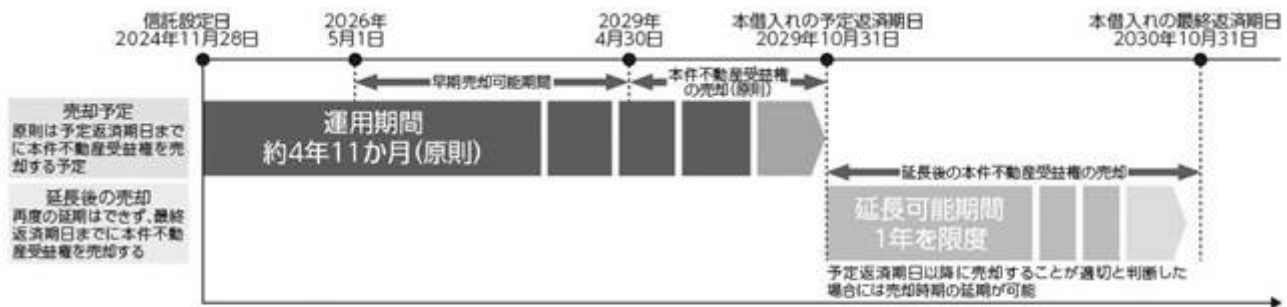 信託設定日
2024年11月28日
2026年
5月1日
2029年
4月30日
本借入れの予定返済期日
2029年10月31日
本借入れの最終返済期日
2030年10月31日
早期売却可能期間
本件不動産受益権
の売却(原則)
売却予定
原則は予定返済期日まで
に本件不動産受益権を売
却する予定
運用期間
約4年11か月(原則)
延長後の本件不動産受益権の売却
延長後の売却
再度の延期はできず、最終
返済期日までに本件不動
産受益権を売却する
延長可能期間
1年を限度
予定返済期日以降に売却することが適切と判断した
場合には売却時期の延期が可能